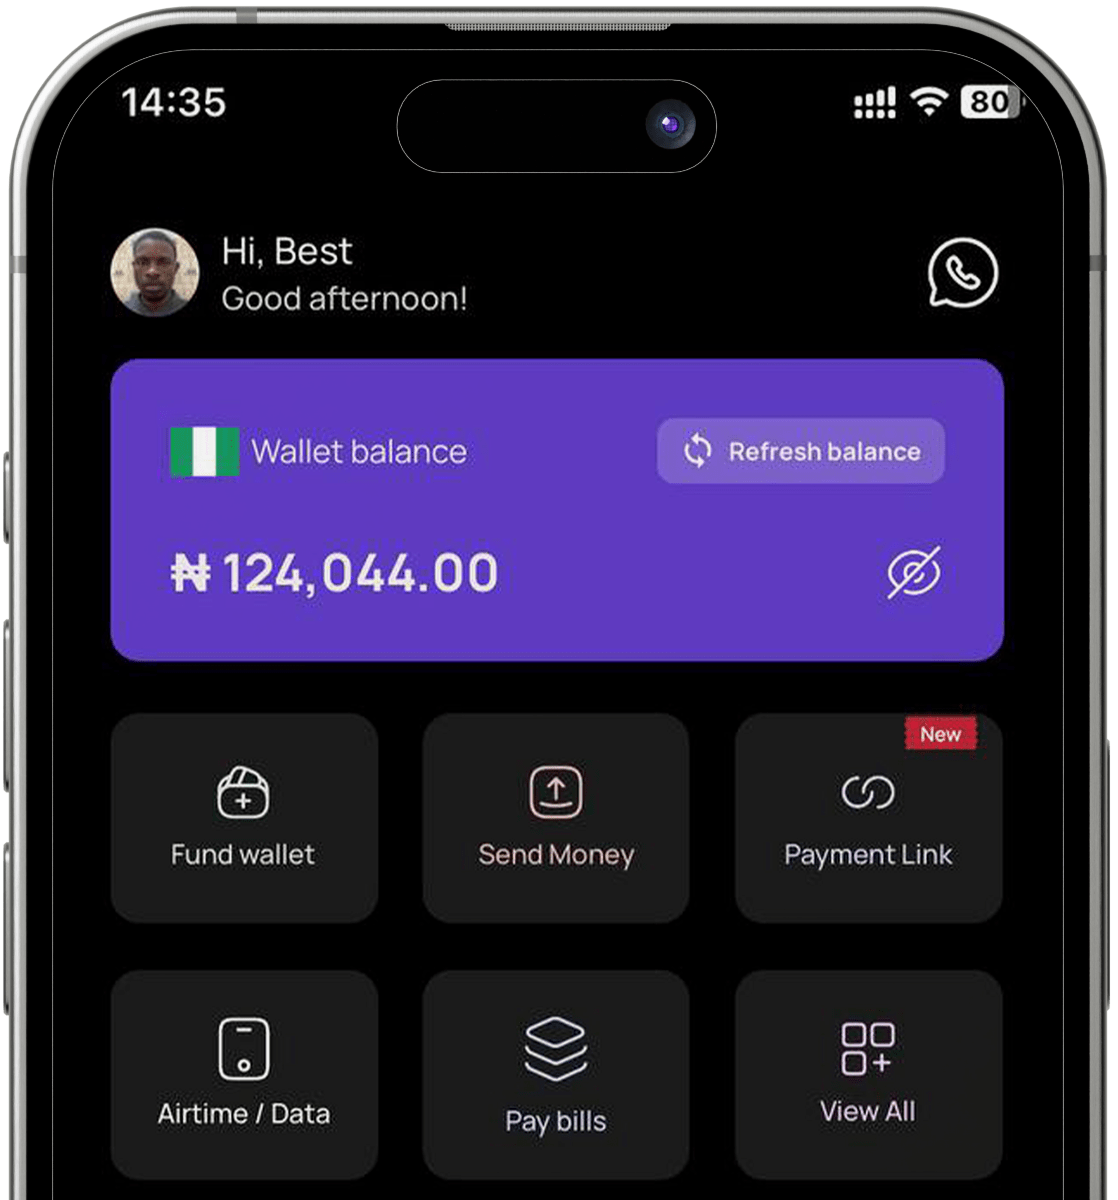 14:35
80
Hi, Best
Good afternoon!
Wallet balance
Refresh balance
₦ 124,044.00
New
Fund wallet
Send Money
Payment Link
Airtime / Data
Pay bills
View All